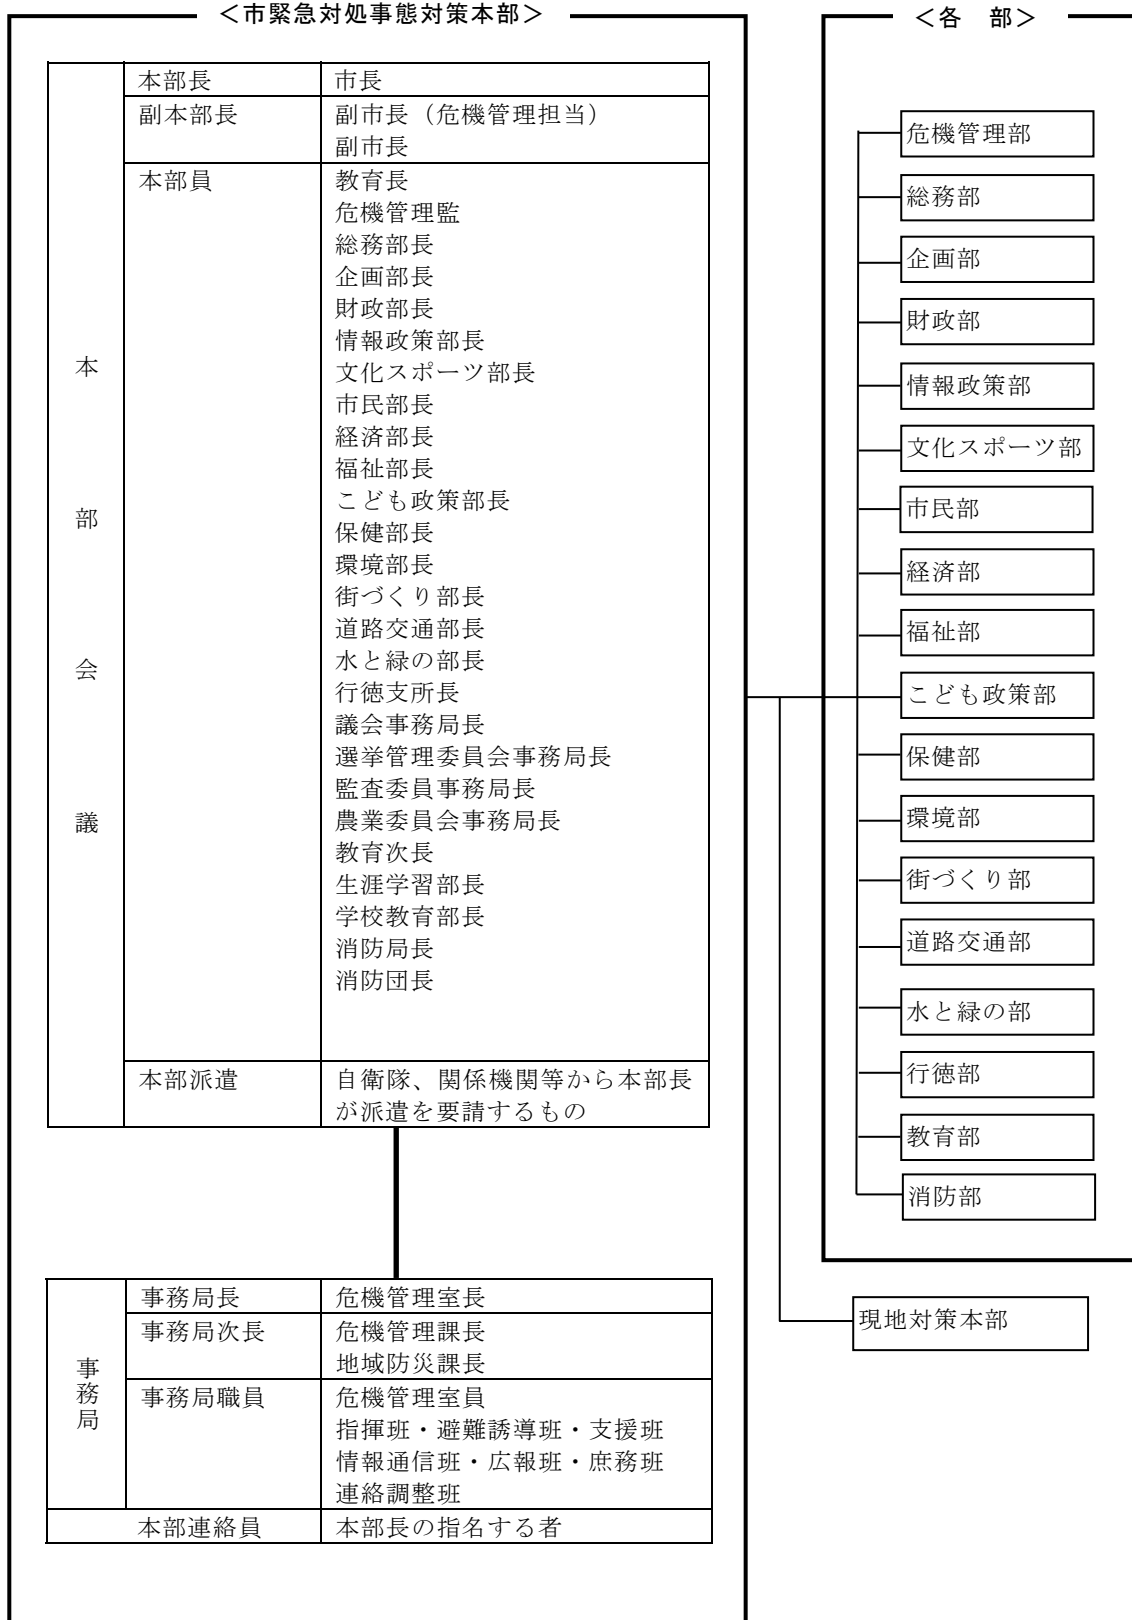 ＜市緊急対処事態対策本部＞
本部会議
本部長
市長
副本部長
副市長（危機管理担当）
副市長
本部員
教育長
危機管理監
総務部長
企画部長
財政部長
情報政策部長
文化スポーツ部長
市民部長
経済部長
福祉部長
こども政策部長
保健部長
環境部長
街づくり部長
道路交通部長
水と緑の部長
行徳支所長
議会事務局長
選挙管理委員会事務局長
監査委員事務局長
農業委員会事務局長
教育次長
生涯学習部長
学校教育部長
消防局長
消防団長
本部派遣
自衛隊、関係機関等から本部長
が派遣を要請するもの
事務局
事務局長
危機管理室長
事務局次長
危機管理課長
地域防災課長
事務局職員
危機管理室員
指揮班・避難誘導班・支援班
情報通信班・広報班・庶務班
連絡調整班
本部連絡員
本部長の指名する者
＜各　部＞
危機管理部
総務部
企画部
財政部
情報政策部
文化スポーツ部
市民部
経済部
福祉部
こども政策部
保健部
環境部
街づくり部
道路交通部
水と緑の部
行徳部
教育部
消防部
現地対策本部